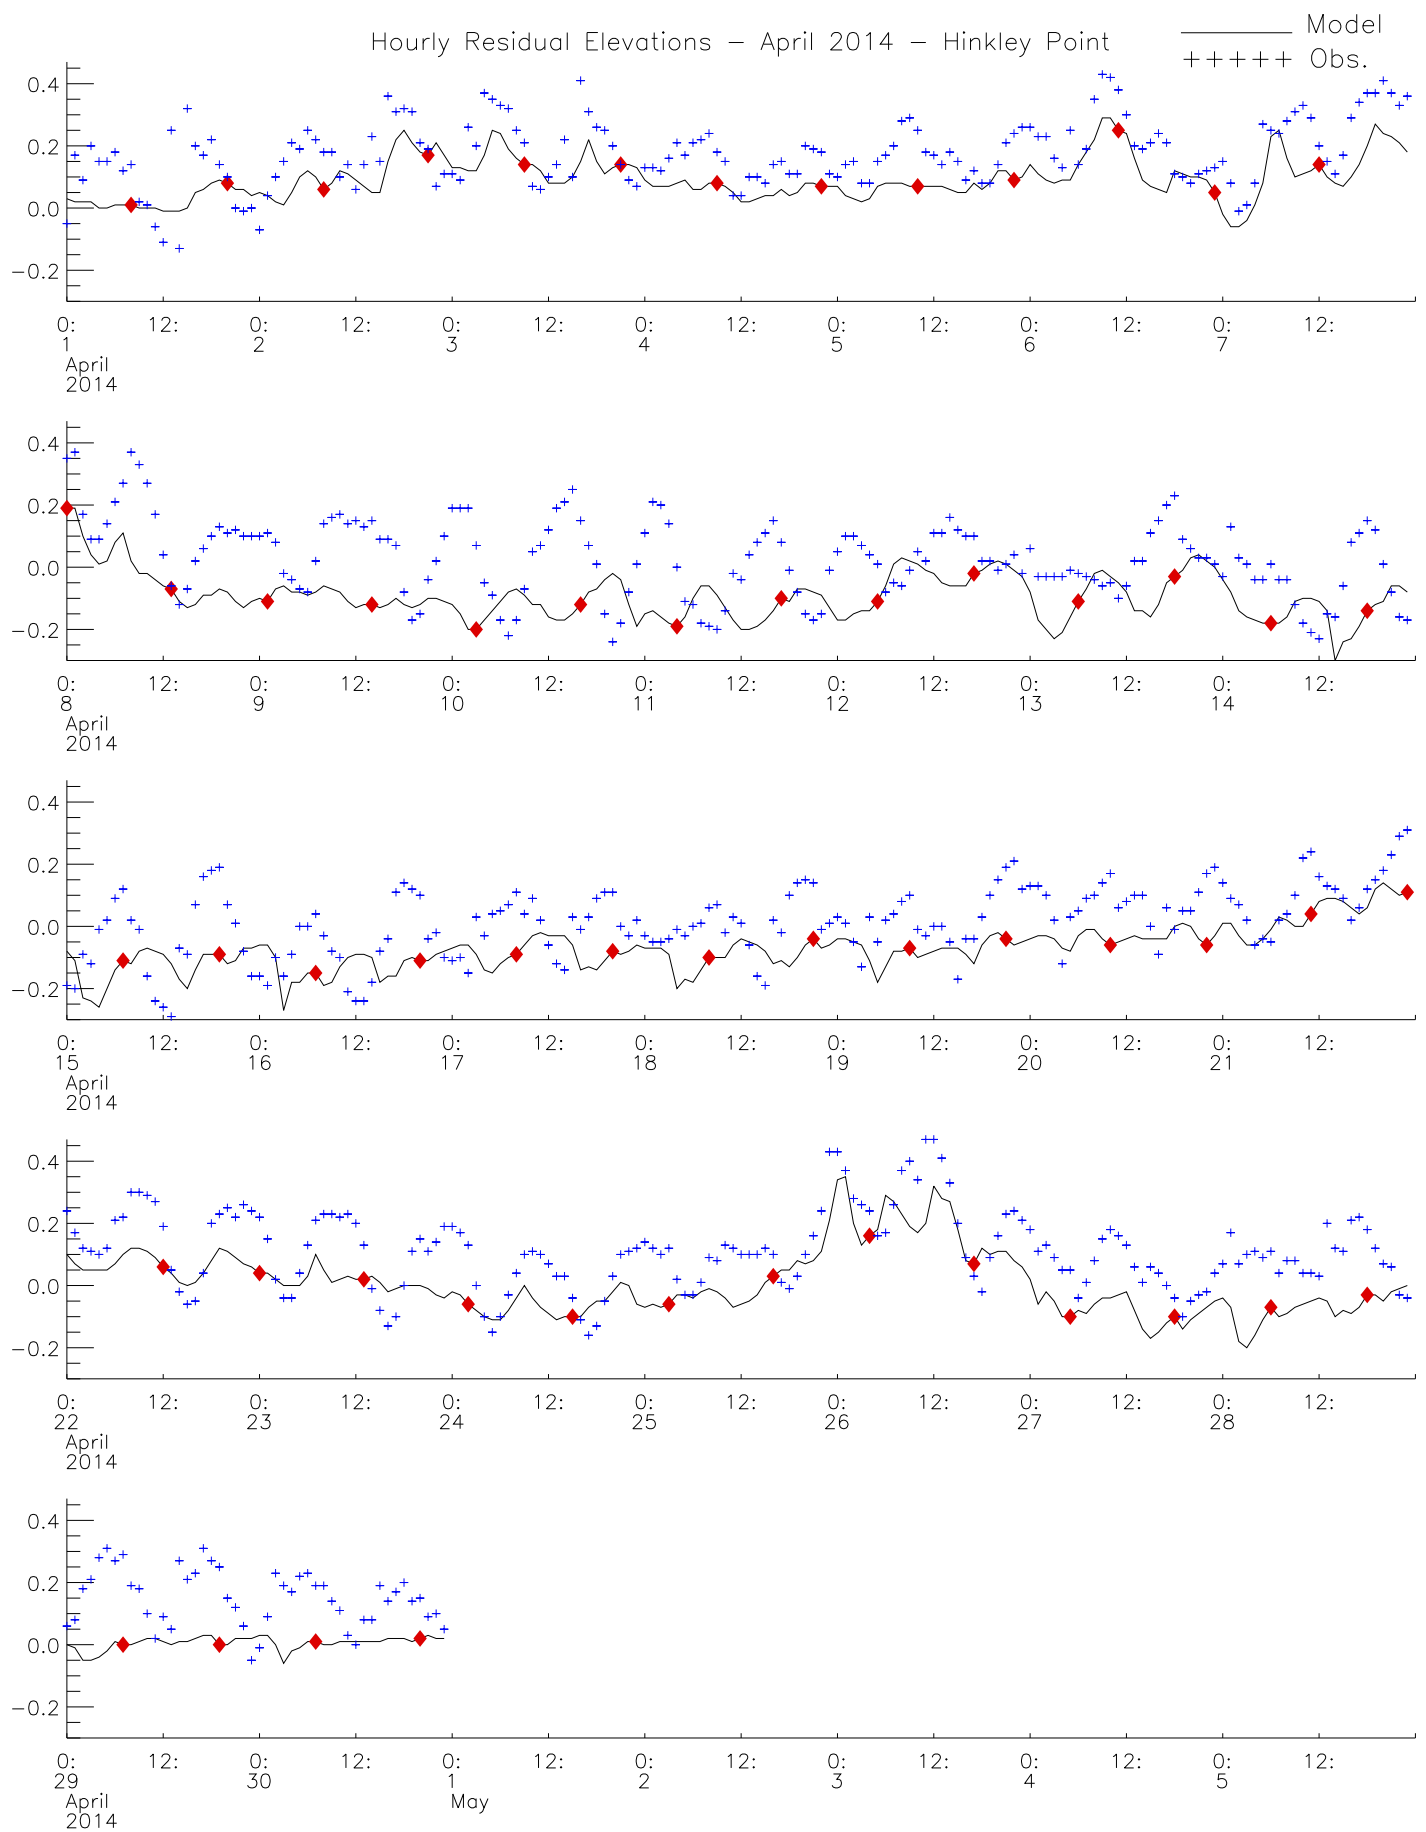 Hourly Residual Elevations - April 2014 - Hinkley Point
Model
+++++ Obs.
0.4
0.2
0.0
-0.2
0: 12: 0: 12: 0: 12: 0: 12: 0: 12: 0: 12: 0: 12:
1 2 3 4 5 6 7
April
2014
0.4
0.2
0.0
-0.2
0: 12: 0: 12: 0: 12: 0: 12: 0: 12: 0: 12: 0: 12:
8 9 10 11 12 13 14
April
2014
0.4
0.2
0.0
-0.2
0: 12: 0: 12: 0: 12: 0: 12: 0: 12: 0: 12: 0: 12:
15 16 17 18 19 20 21
April
2014
0.4
0.2
0.0
-0.2
0: 12: 0: 12: 0: 12: 0: 12: 0: 12: 0: 12: 0: 12:
22 23 24 25 26 27 28
April
2014
0.4
0.2
0.0
-0.2
0: 12: 0: 12: 0: 12: 0: 12: 0: 12: 0: 12: 0: 12:
29 30 1 2 3 4 5
April May
2014